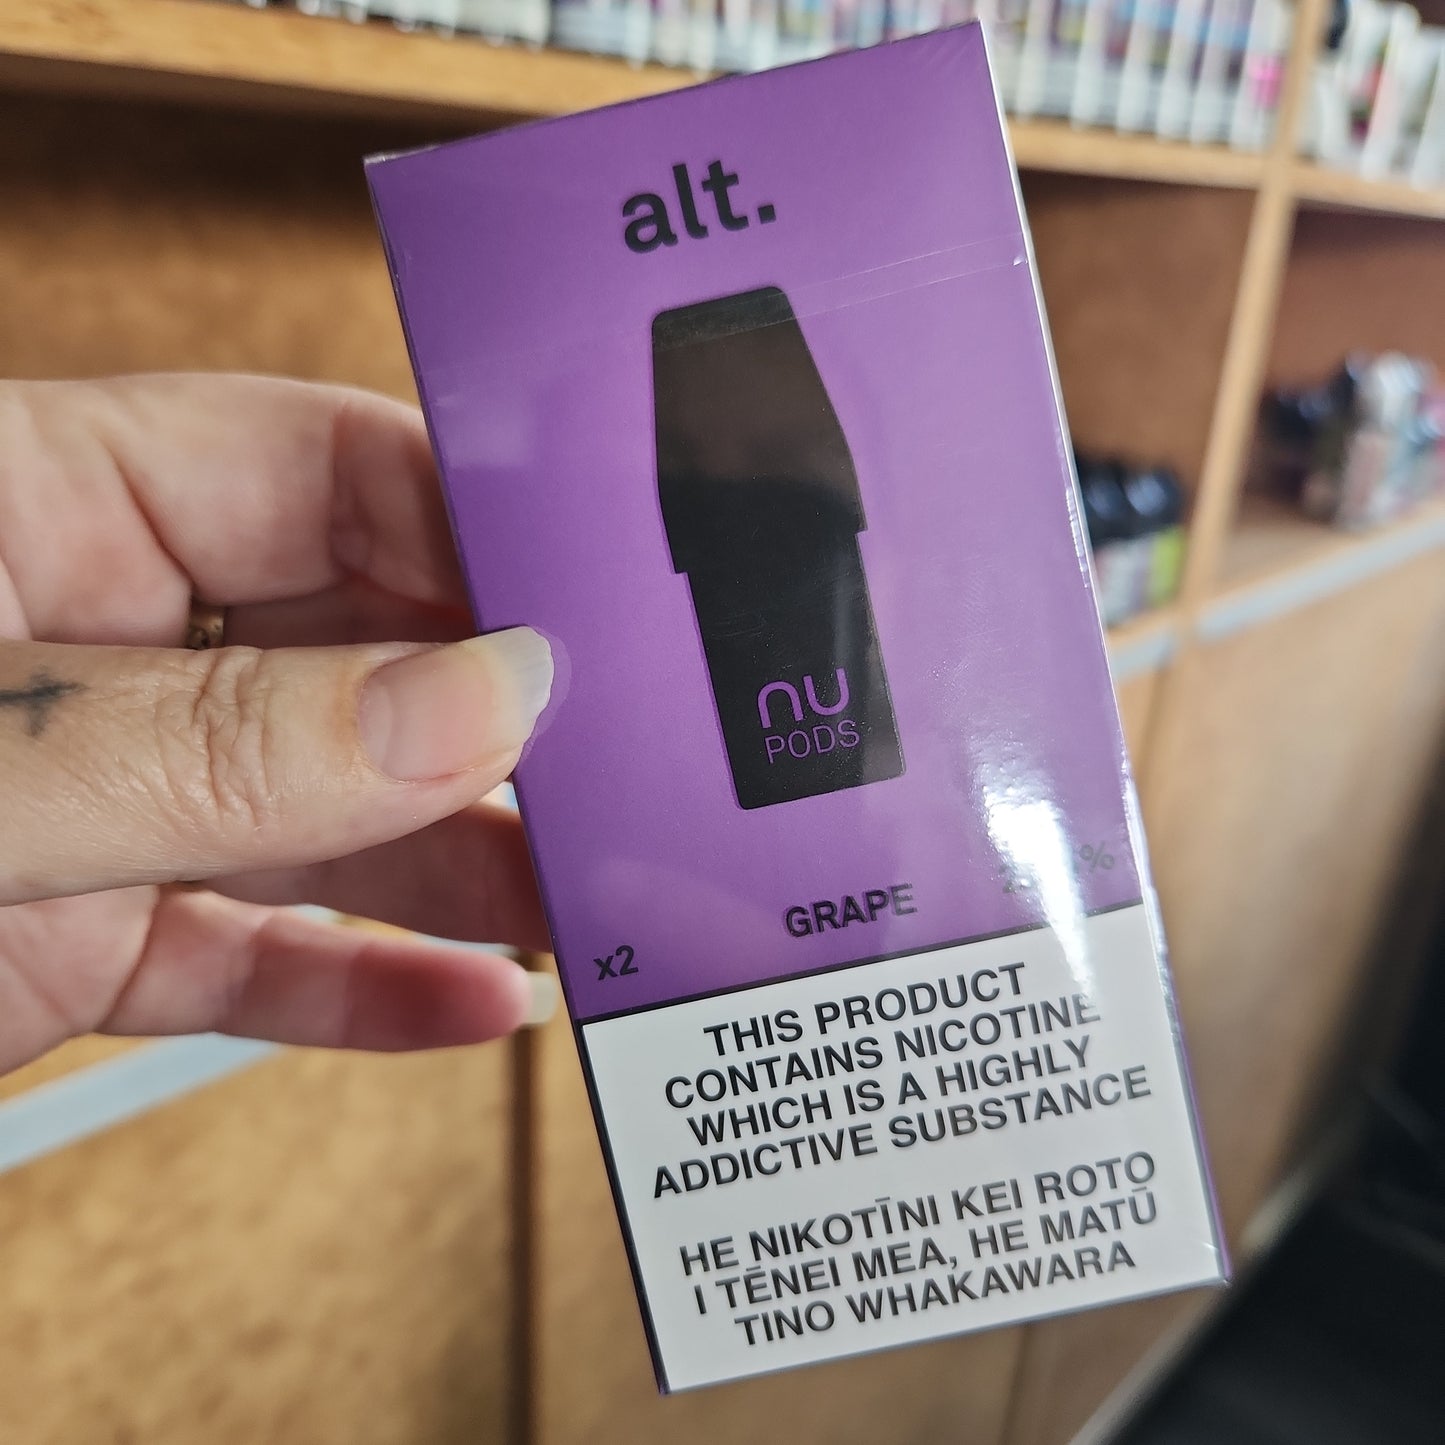 alt.
nu
PODS
GRAPE
x2
THIS PRODUCT
CONTAINS NICOTINE
WHICH IS A HIGHLY
ADDICTIVE SUBSTANCE
HE NIKOTĪNI KEI ROTO
I TĒNEI MEA, HE MATŪ
TINO WHAKAWARA